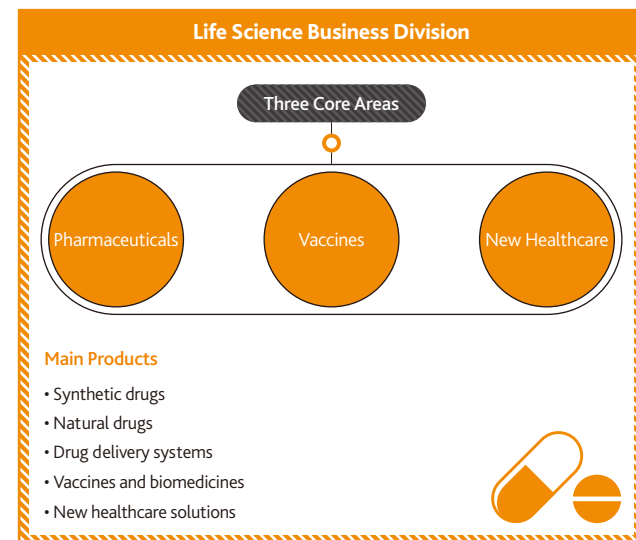 Life Science Business Division
Three Core Areas
Pharmaceuticals
Vaccines
New Healthcare
Main Products
• Synthetic drugs
• Natural drugs
• Drug delivery systems
• Vaccines and biomedicines
• New healthcare solutions